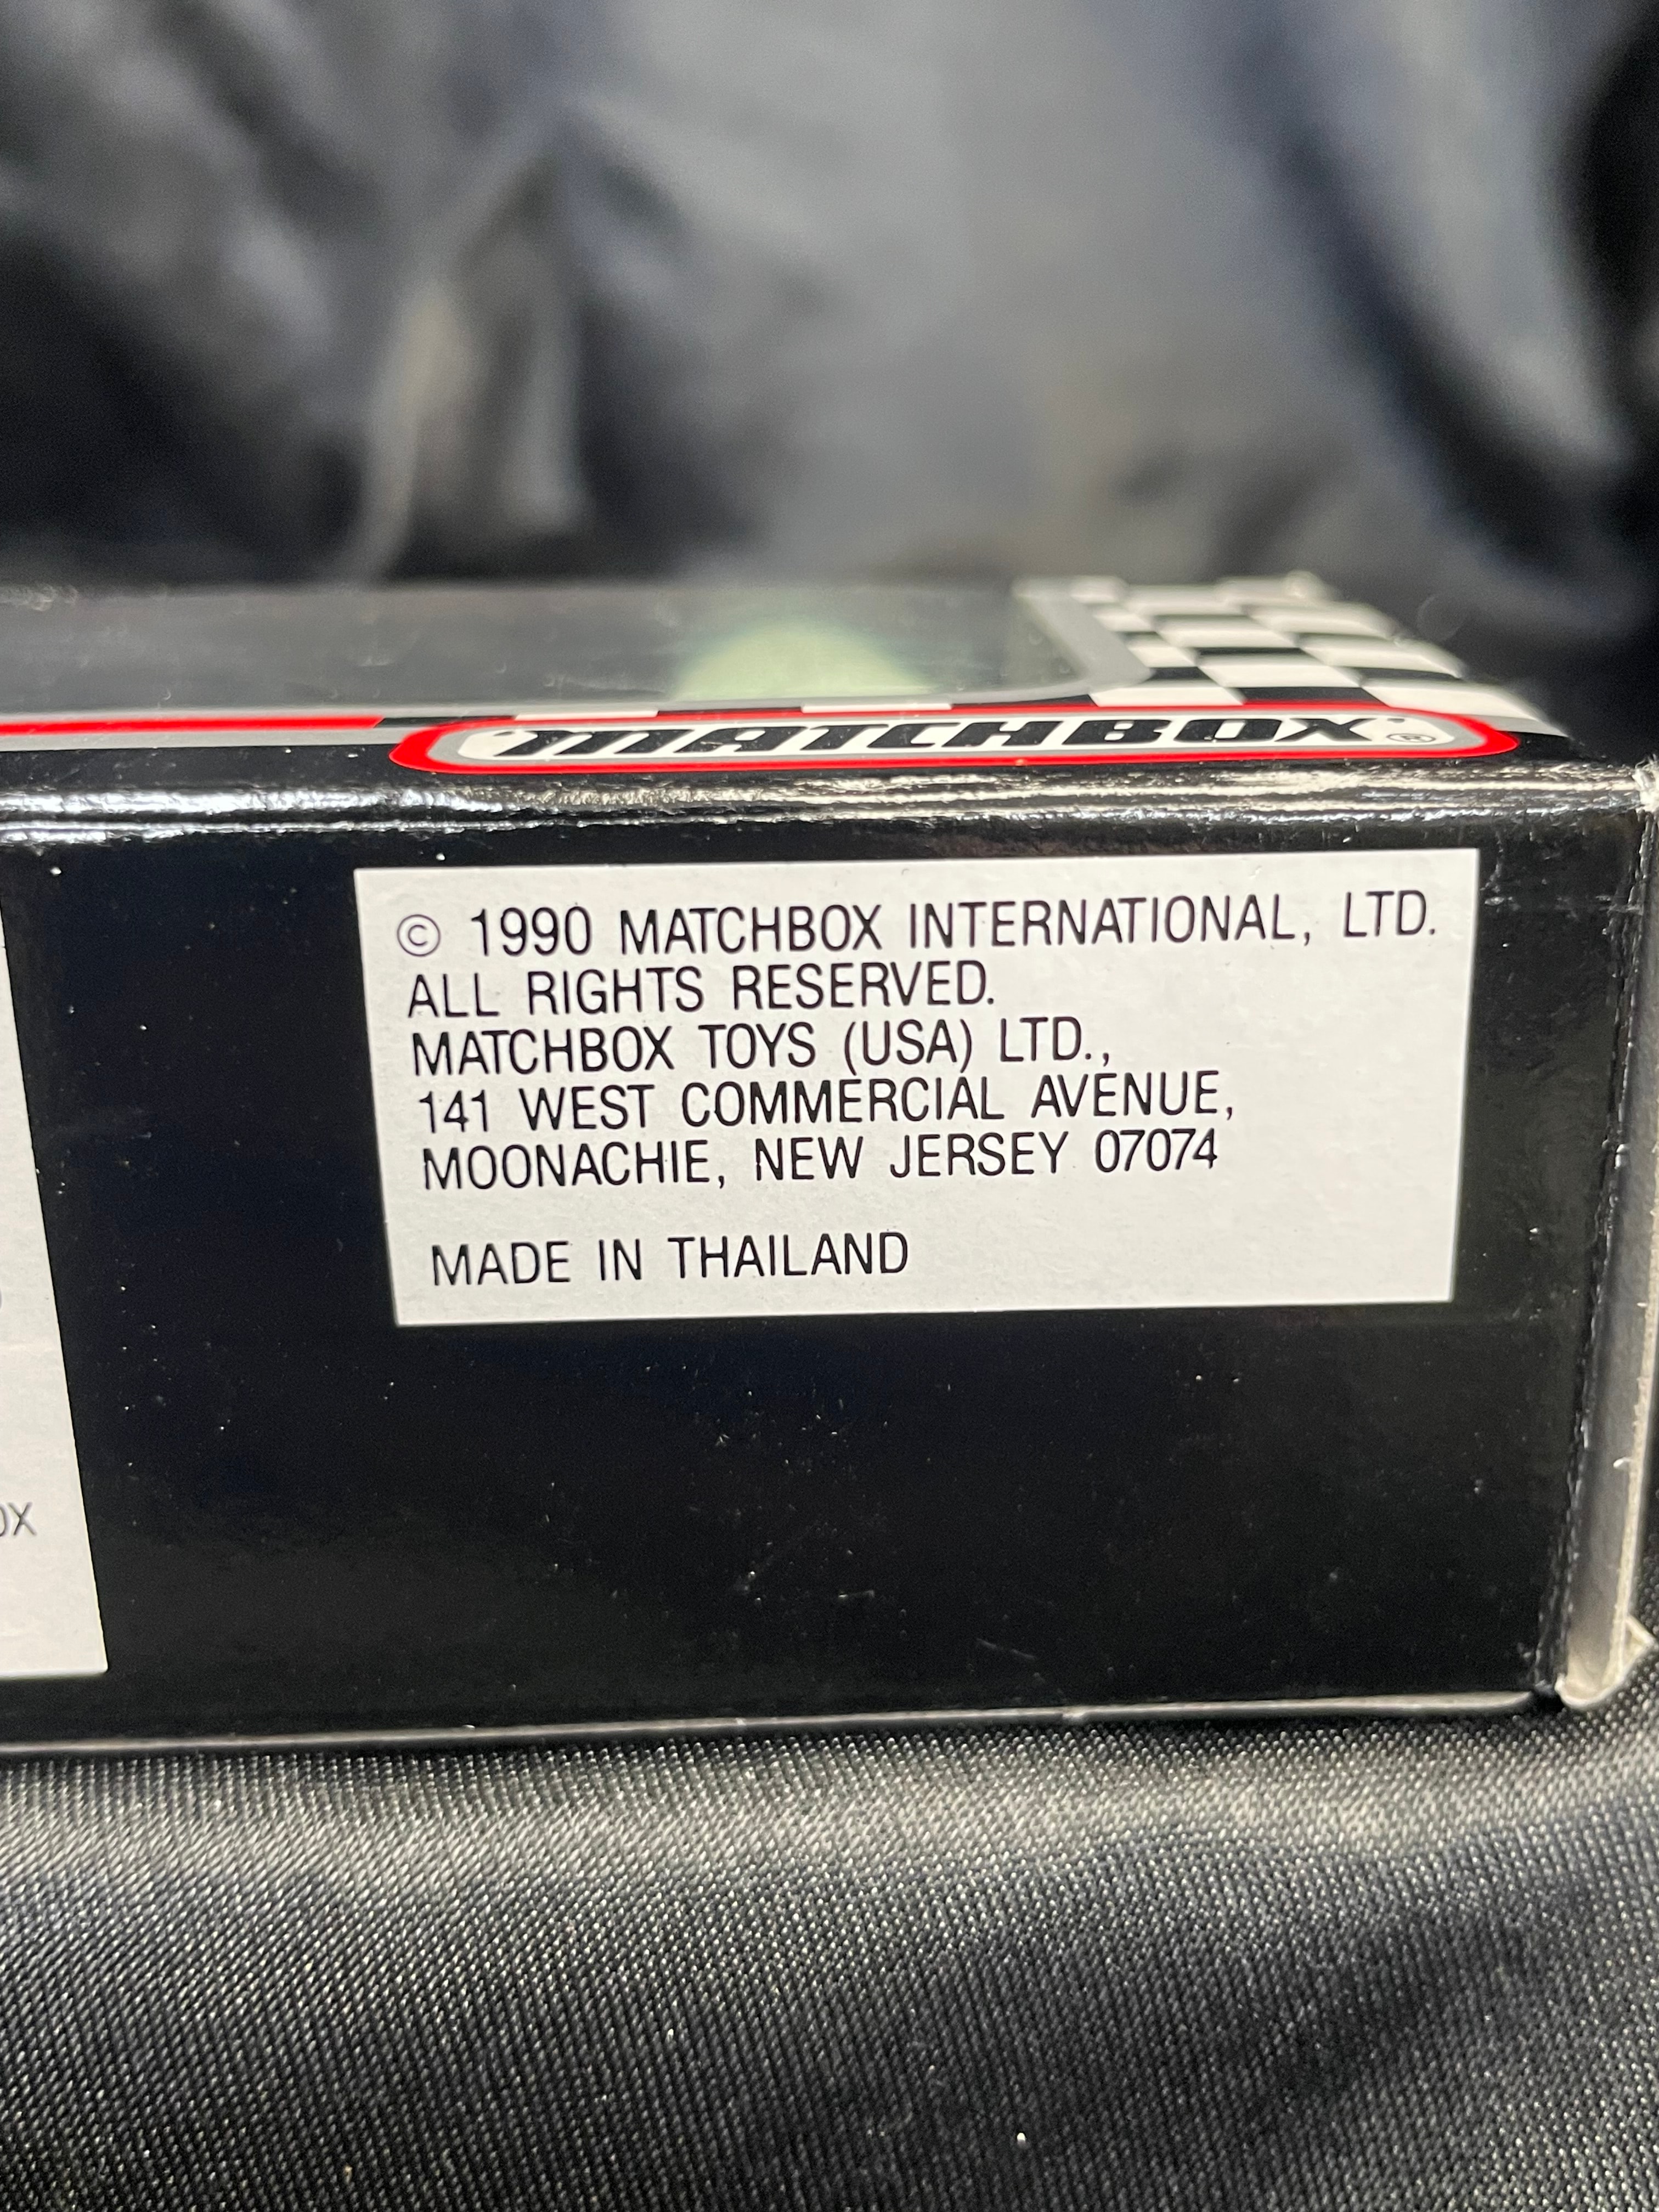 MATCHBOX®
© 1990 MATCHBOX INTERNATIONAL, LTD.
ALL RIGHTS RESERVED.
MATCHBOX TOYS (USA) LTD.,
141 WEST COMMERCIAL AVENUE,
MOONACHIE, NEW JERSEY 07074
MADE IN THAILAND